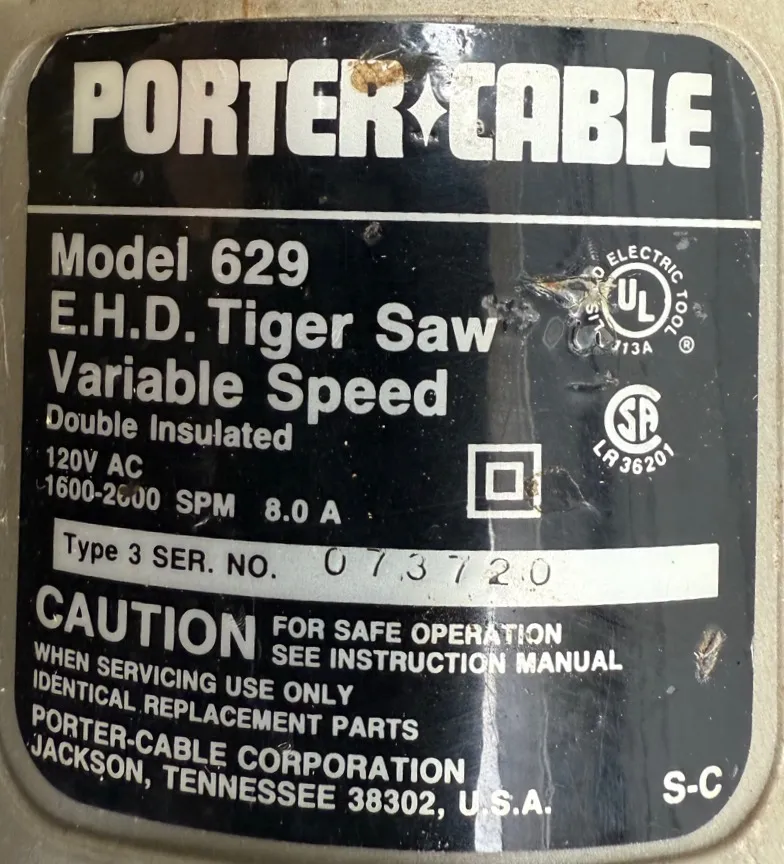 PORTER CABLE
Model 629
E.H.D. Tiger Saw
Variable Speed
Double Insulated
120V AC
1600-2600 SPM 8.0 A
ELECTRIC TOOL
UL
113A
®
SA
LR 36201
Type 3 SER. NO. 073720
CAUTION FOR SAFE OPERATION
SEE INSTRUCTION MANUAL
WHEN SERVICING USE ONLY
IDENTICAL REPLACEMENT PARTS
PORTER-CABLE CORPORATION
JACKSON, TENNESSEE 38302, U.S.A.
S-C